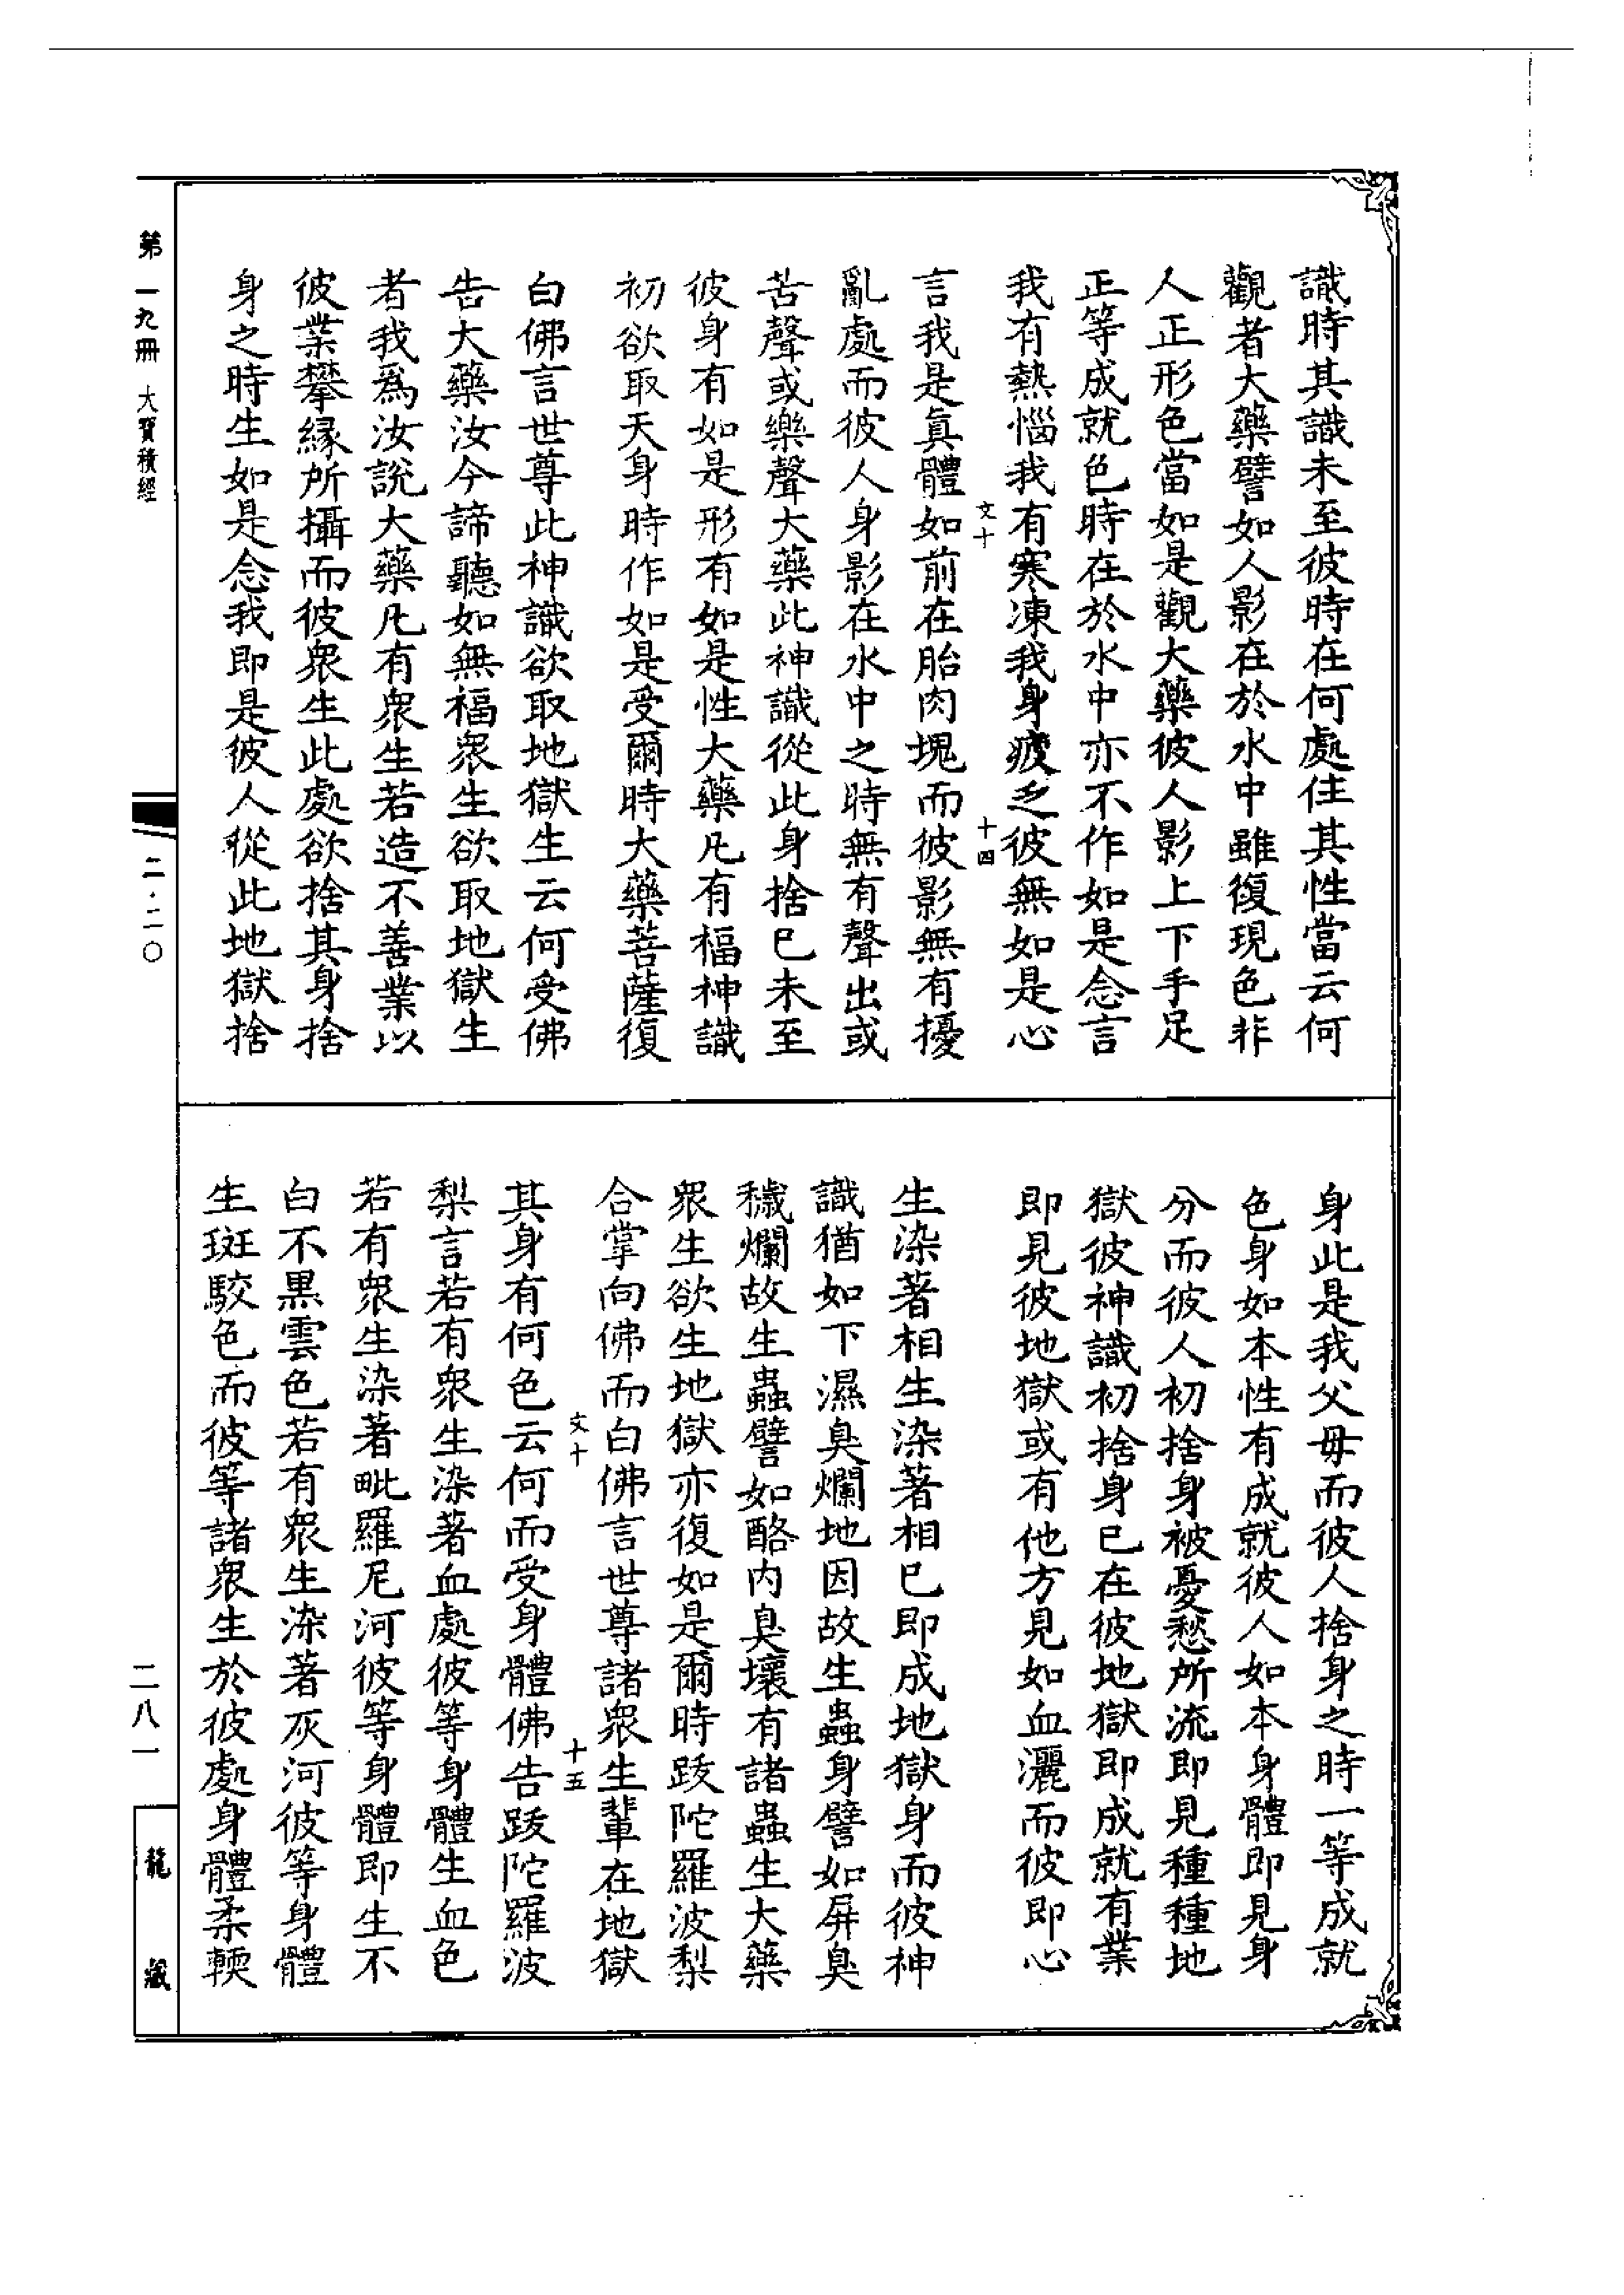 識時其識未至彼時在何處住其性當云何
觀者大藥譬如人影在於水中雖復現色非
人正形色當如是觀大藥彼人影上下手足
正等成就色時在於水中亦不作如是念言
我有熱惱我有寒凍我身疲乏彼無如是心
文十
十四
言我是真體如前在胎肉塊而彼影無有擾
亂處而彼人身影在水中之時無有聲出或
苦聲或樂聲大藥此神識從此身捨已未至
彼身有如是形有如是性大藥凡有福神識
初欲取天身時作如是受爾時大藥菩薩復
白佛言世尊此神識欲取地獄生云何受佛
告大藥汝今諦聽如無福眾生欲取地獄生
者我為汝說大藥凡有眾生若造不善業以
彼業攀緣所攝而彼眾生此處欲捨其身捨
身之時生如是念我即是彼人從此地獄捨
身此是我父母而彼人捨身之時一等成就
色身如本性有成就彼人如本身體即見身
分而彼人初捨身被憂愁所流即見種種地
獄彼神識初捨身已在彼地獄即成就有業
即見彼地獄或有他方見如血灑而彼即心
生染著相生染著相已即成地獄身而彼神
識猶如下濕臭爛地因故生蟲身譬如屏臭
穢爛故生蟲譬如酪內臭壞有諸蟲生大藥
眾生欲生地獄亦復如是爾時跋陀羅波梨
合掌向佛而白佛言世尊諸眾生輩在地獄
文十
十五
其身有何色云何而受身體佛告跋陀羅波
梨言若有眾生染著血處彼等身體生血色
若有眾生染著毗羅尼河彼等身體即生不
白不黑雲色若有眾生染著灰河彼等身體
生斑駮色而彼等諸眾生於彼處身體柔軟
第一九冊 大寶積經
二·二〇
二八一
龍藏